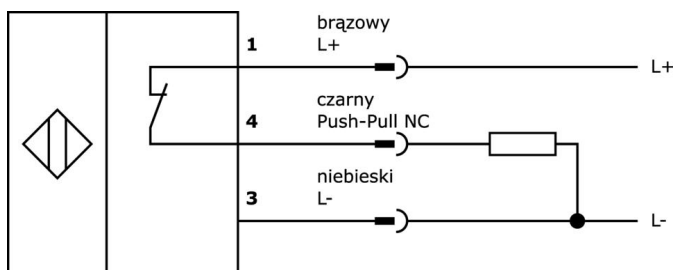 brązowy
1 L+ L+
czarny
4 Push-Pull NC
niebieski
3 L- L-